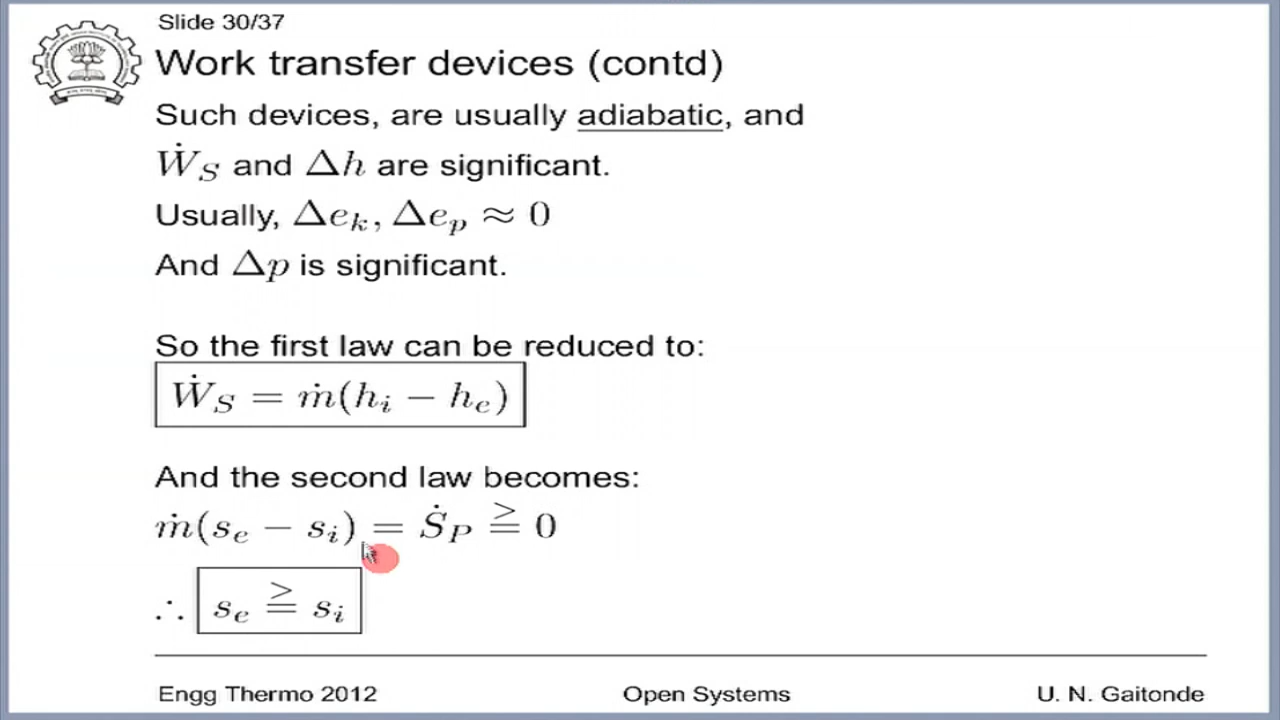 Slide 30/37
Work transfer devices (contd)
Such devices, are usually adiabatic, and
Ẇ_S and Δh are significant.
Usually, Δe_k, Δe_p ≈ 0
And Δp is significant.
So the first law can be reduced to:
Ẇ_S = ṁ(h_i − h_e)
And the second law becomes:
ṁ(s_e − s_i) = Ṡ_P ≧ 0
∴ s_e ≧ s_i
Engg Thermo 2012 Open Systems U. N. Gaitonde